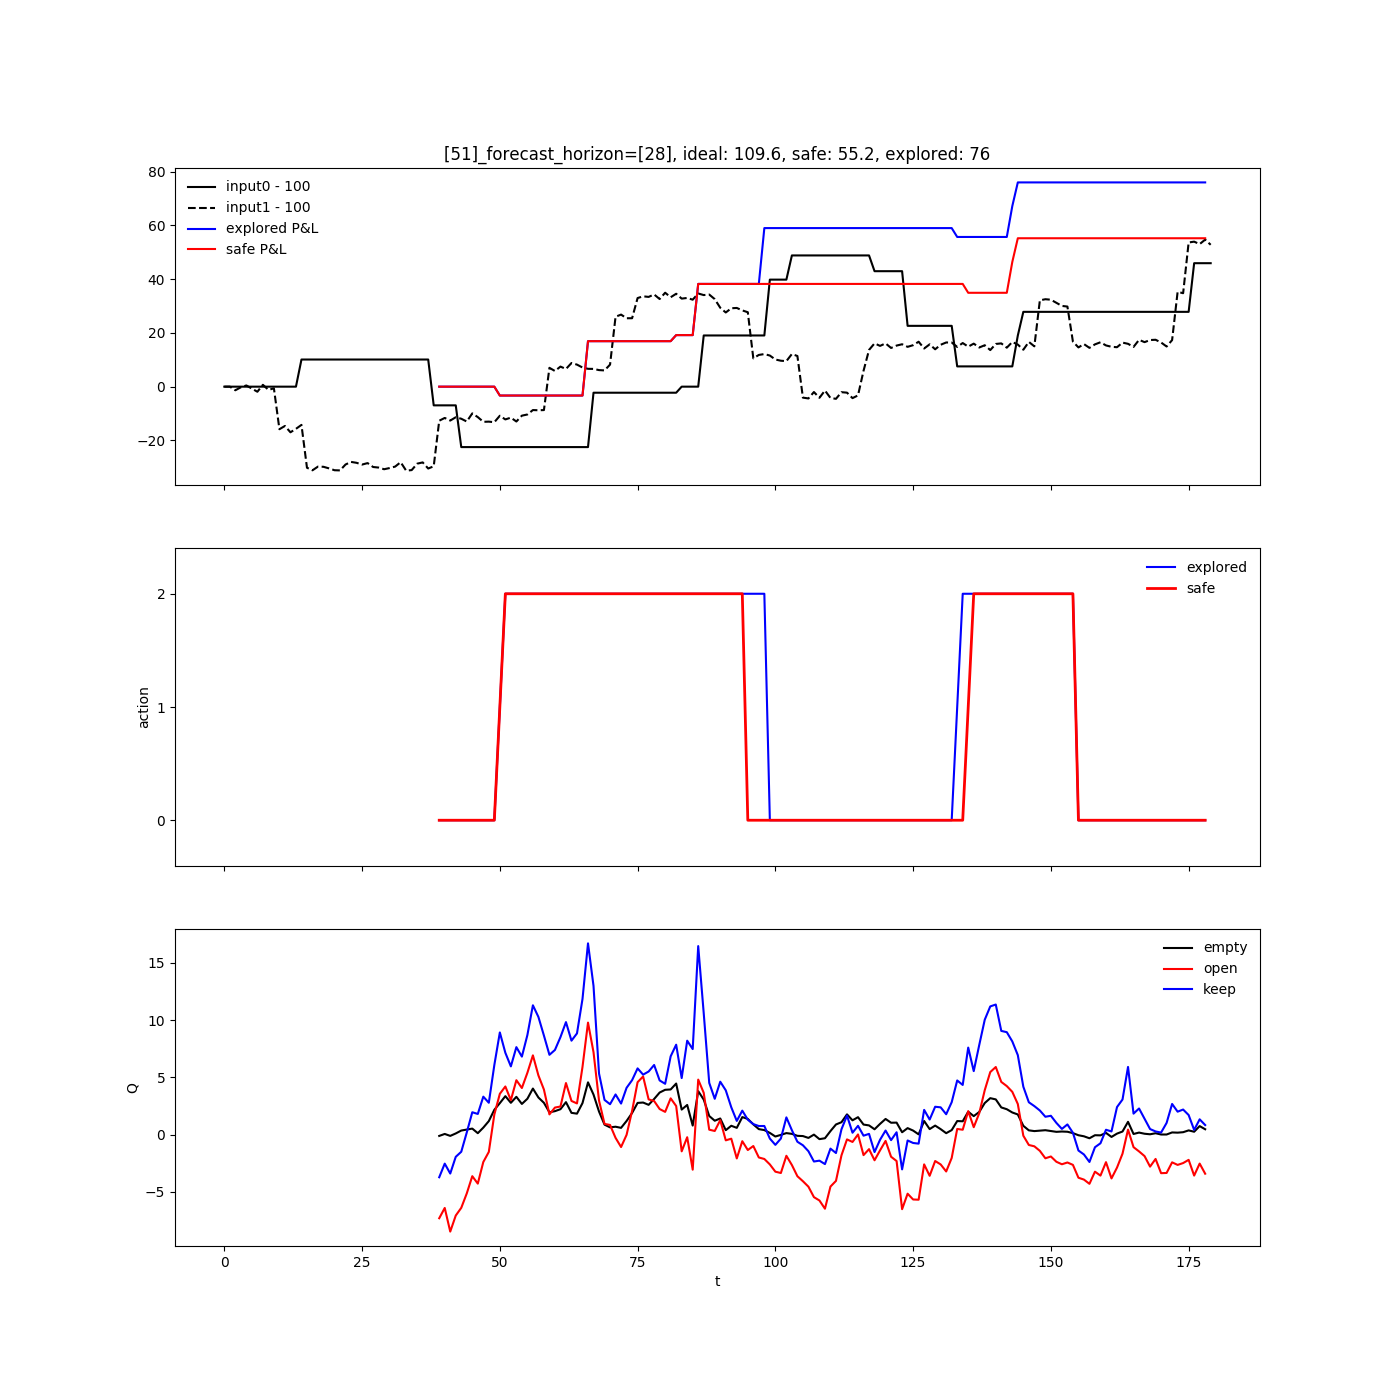 [51]_forecast_horizon=[28], ideal: 109.6, safe: 55.2, explored: 76
80
60
40
20
0
−20
input0 - 100
input1 - 100
explored P&L
safe P&L
2
1
0
action
explored
safe
15
10
5
0
−5
Q
empty
open
keep
0 25 50 75 100 125 150 175
t